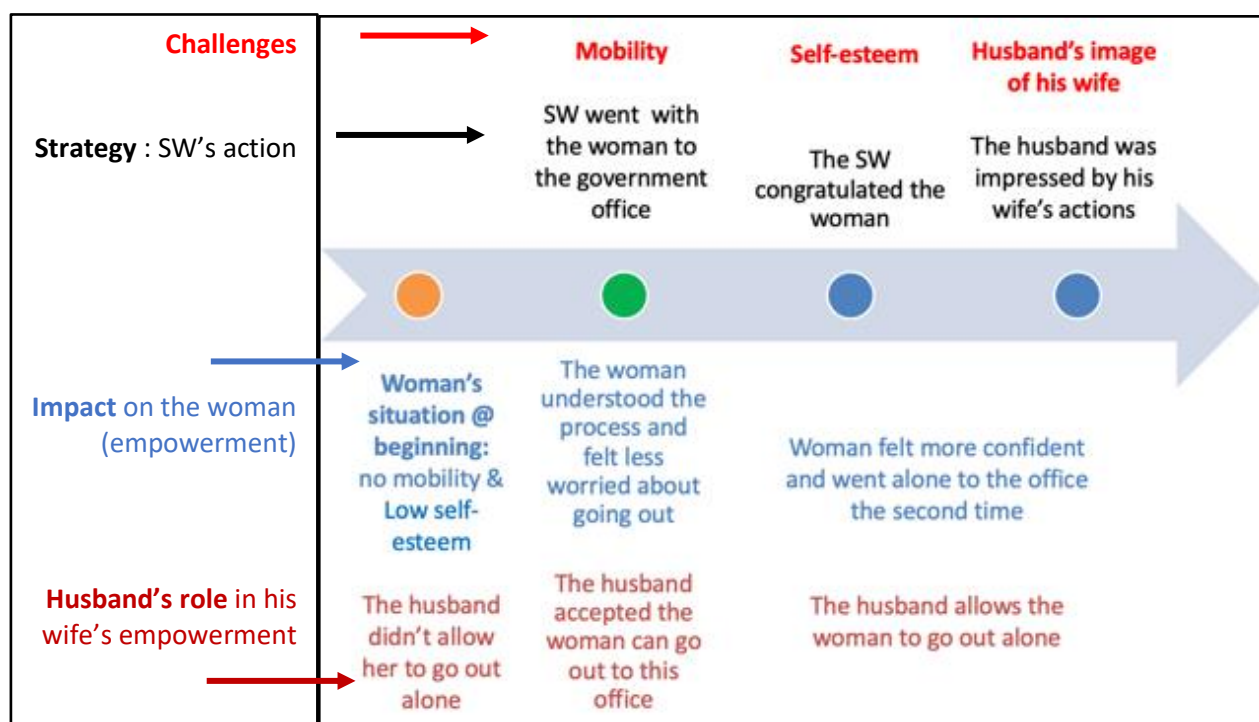 Challenges
Mobility
Self-esteem
Husband's image
of his wife
Strategy : SW's action
SW went with
the woman to
the government
office
The SW
congratulated the
woman
The husband was
impressed by his
wife's actions
Impact on the woman
(empowerment)
Woman's
situation @
beginning:
no mobility &
Low self-
esteem
The woman
understood the
process and
felt less
worried about
going out
Woman felt more confident
and went alone to the office
the second time
Husband's role in his
wife's empowerment
The husband
didn't allow
her to go out
alone
The husband
accepted the
woman can go
out to this
office
The husband allows the
woman to go out alone